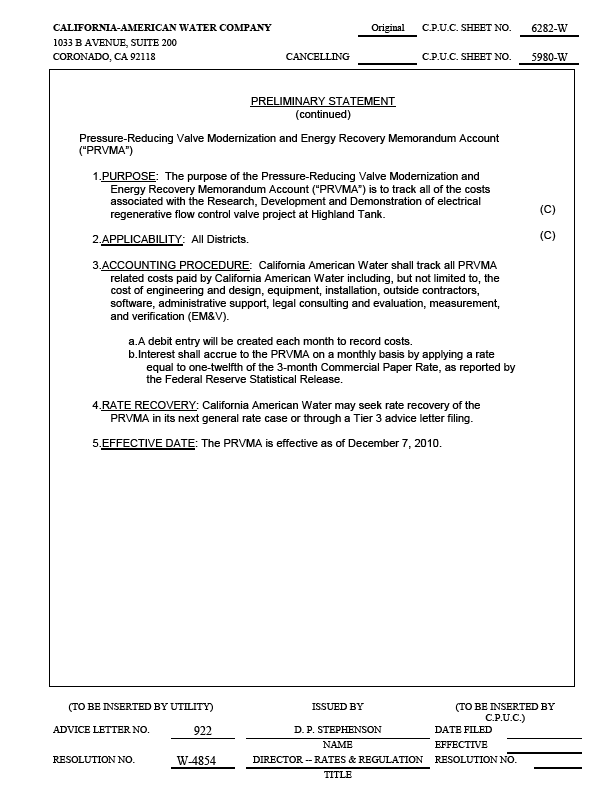 CALIFORNIA-AMERICAN WATER COMPANY Original C.P.U.C. SHEET NO. 6282-W
1033 B AVENUE, SUITE 200
CORONADO, CA 92118 CANCELLING C.P.U.C. SHEET NO. 5980-W
PRELIMINARY STATEMENT
(continued)
Pressure-Reducing Valve Modernization and Energy Recovery Memorandum Account
(“PRVMA”)
1.PURPOSE: The purpose of the Pressure-Reducing Valve Modernization and
Energy Recovery Memorandum Account (“PRVMA”) is to track all of the costs
associated with the Research, Development and Demonstration of electrical
regenerative flow control valve project at Highland Tank. (C)
2.APPLICABILITY: All Districts. (C)
3.ACCOUNTING PROCEDURE: California American Water shall track all PRVMA
related costs paid by California American Water including, but not limited to, the
cost of engineering and design, equipment, installation, outside contractors,
software, administrative support, legal consulting and evaluation, measurement,
and verification (EM&V).
a.A debit entry will be created each month to record costs.
b.Interest shall accrue to the PRVMA on a monthly basis by applying a rate
equal to one-twelfth of the 3-month Commercial Paper Rate, as reported by
the Federal Reserve Statistical Release.
4.RATE RECOVERY: California American Water may seek rate recovery of the
PRVMA in its next general rate case or through a Tier 3 advice letter filing.
5.EFFECTIVE DATE: The PRVMA is effective as of December 7, 2010.
(TO BE INSERTED BY UTILITY) ISSUED BY (TO BE INSERTED BY
C.P.U.C.)
ADVICE LETTER NO. 922 D. P. STEPHENSON DATE FILED
NAME EFFECTIVE
RESOLUTION NO. W-4854 DIRECTOR -- RATES & REGULATION RESOLUTION NO.
TITLE